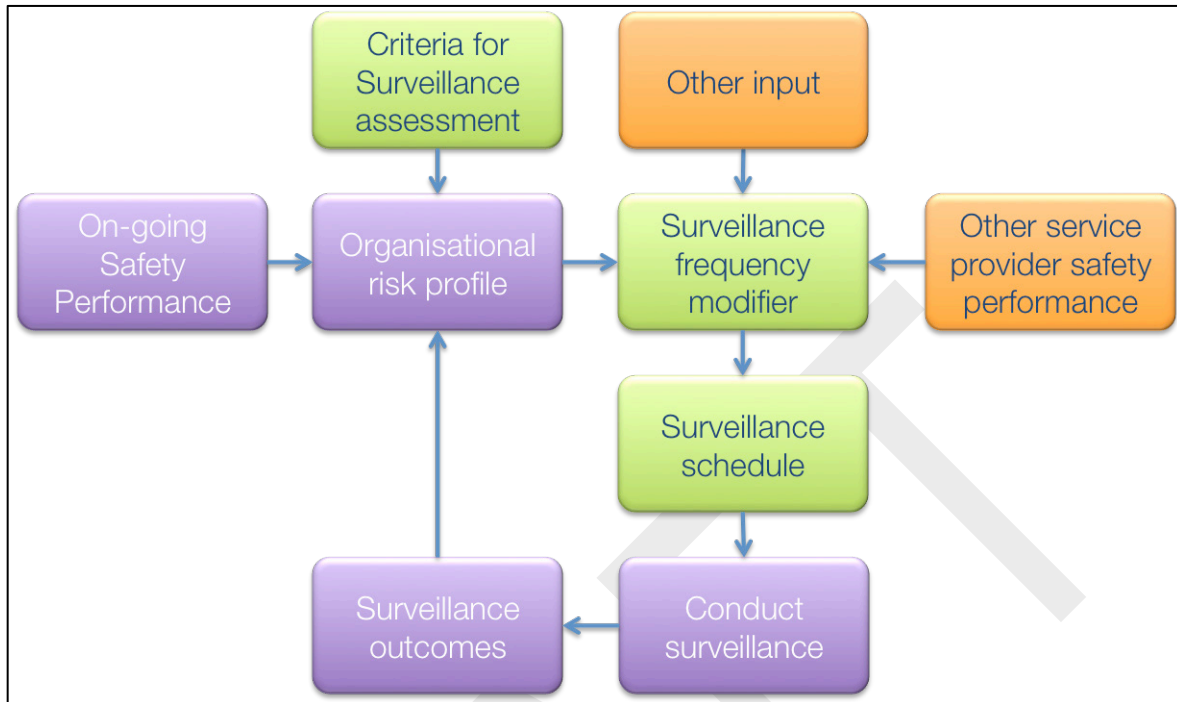 Criteria for
Surveillance
assessment
Other input
On-going
Safety
Performance
Organisational
risk profile
Surveillance
frequency
modifier
Other service
provider safety
performance
Surveillance
schedule
Surveillance
outcomes
Conduct
surveillance